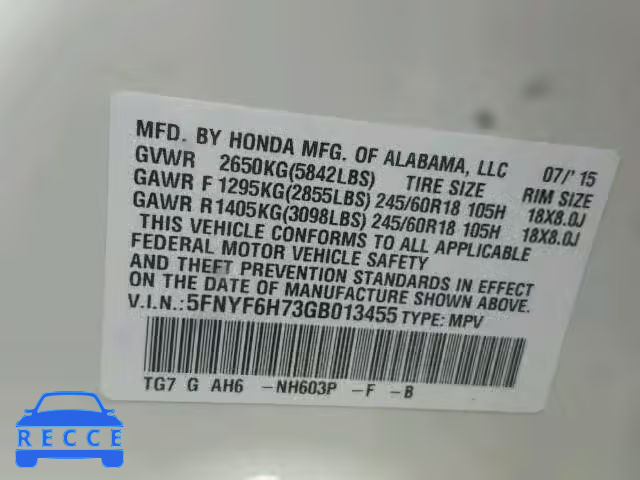 MFD. BY HONDA MFG. OF ALABAMA, LLC 07/'15
GVWR 2650KG(5842LBS) TIRE SIZE RIM SIZE
GAWR F 1295KG(2855LBS) 245/60R18 105H 18X8.0J
GAWR R 1405KG(3098LBS) 245/60R18 105H 18X8.0J
THIS VEHICLE CONFORMS TO ALL APPLICABLE
FEDERAL MOTOR VEHICLE SAFETY
AND THEFT PREVENTION STANDARDS IN EFFECT
ON THE DATE OF MANUFACTURE SHOWN ABOVE.
V.I.N.:5FNYF6H73GB013455 TYPE: MPV
TG7 G AH6 -NH603P -F -B
RECCE